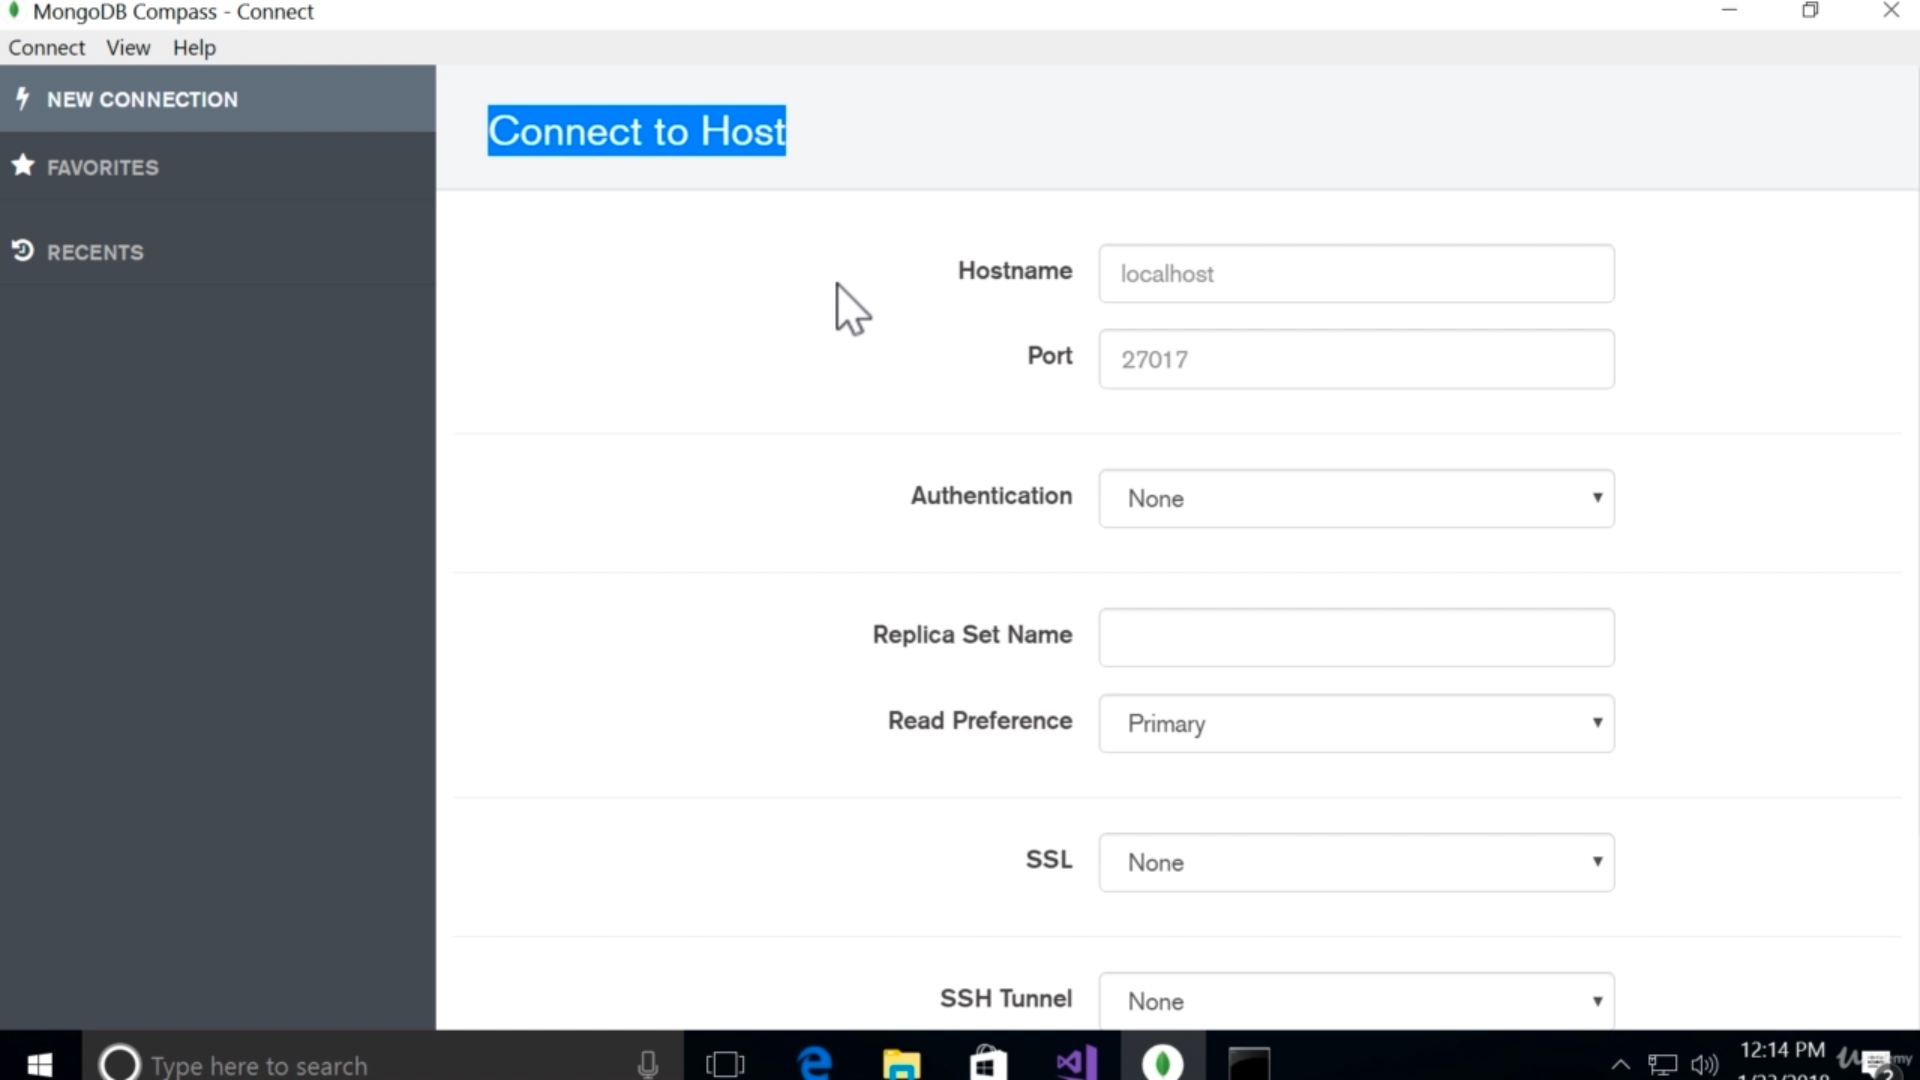 MongoDB Compass - Connect
Connect View Help
NEW CONNECTION
FAVORITES
RECENTS
Connect to Host
Hostname localhost
Port 27017
Authentication None
Replica Set Name
Read Preference Primary
SSL None
SSH Tunnel None
Type here to search
12:14 PM